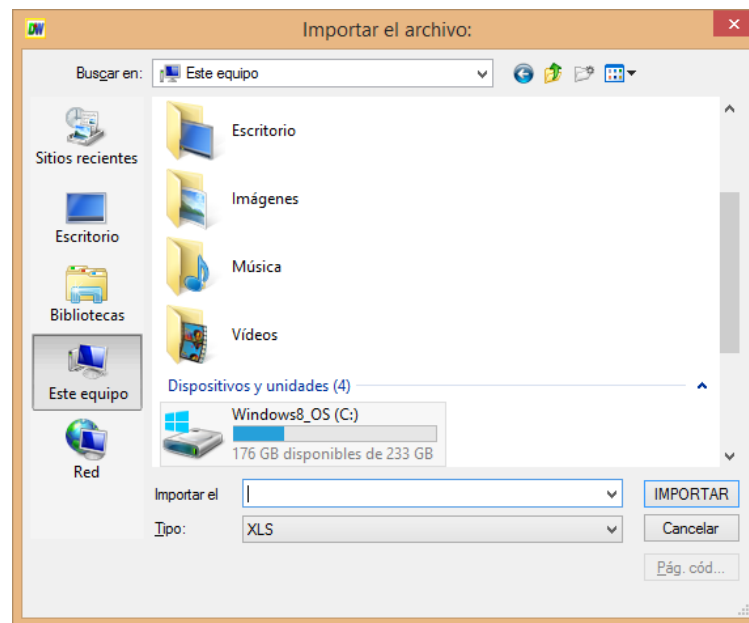 DW Importar el archivo:
Buscar en: Este equipo
Sitios recientes
Escritorio
Bibliotecas
Este equipo
Red
Escritorio
Imágenes
Música
Vídeos
Dispositivos y unidades (4)
Windows8_OS (C:)
176 GB disponibles de 233 GB
Importar el
IMPORTAR
Tipo: XLS
Cancelar
Pág. cód...